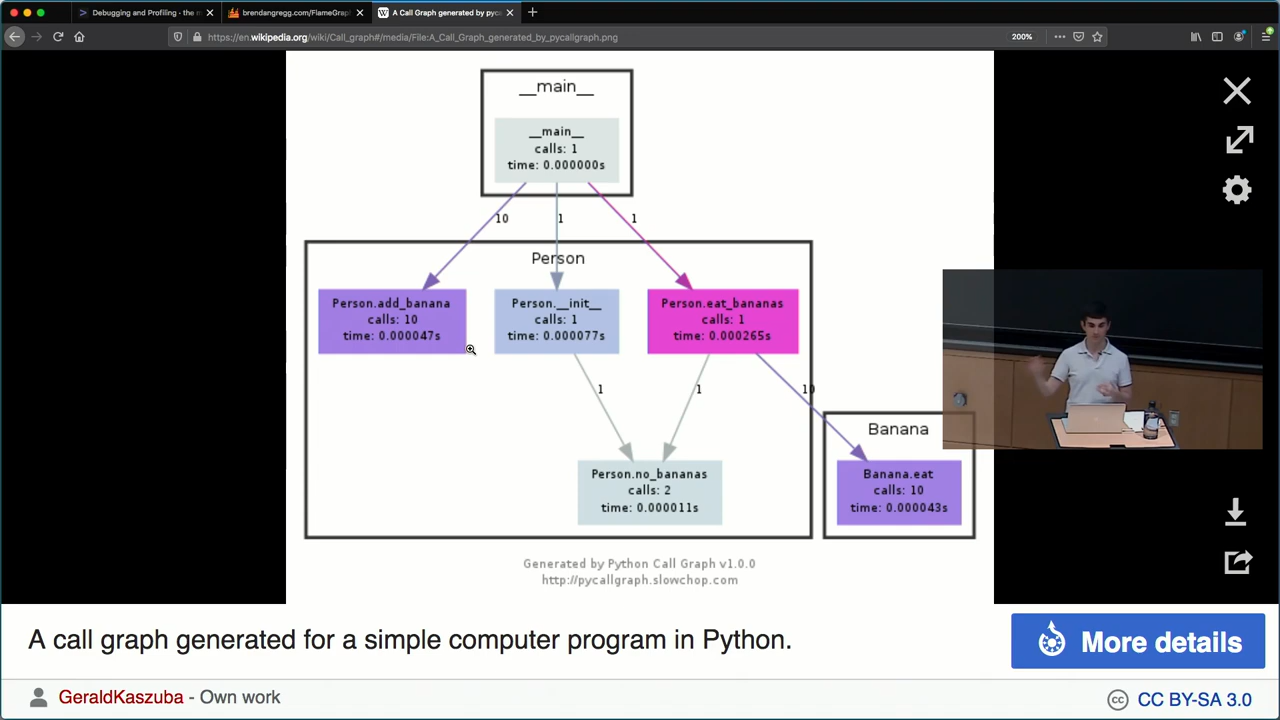 Debugging and Profiling - the m
brendangregg.com/FlameGraph
A Call Graph generated by pyca
https://en.wikipedia.org/wiki/Call_graph#/media/File:A_Call_Graph_generated_by_pycallgraph.png
200%
__main__
__main__
calls: 1
time: 0.000000s
10
1
1
Person
Person.add_banana
calls: 10
time: 0.000047s
Person.__init__
calls: 1
time: 0.000077s
Person.eat_bananas
calls: 1
time: 0.000265s
1
1
10
Banana
Person.no_bananas
calls: 2
time: 0.000011s
Banana.eat
calls: 10
time: 0.000043s
Generated by Python Call Graph v1.0.0
http://pycallgraph.slowchop.com
A call graph generated for a simple computer program in Python.
More details
GeraldKaszuba - Own work
cc CC BY-SA 3.0